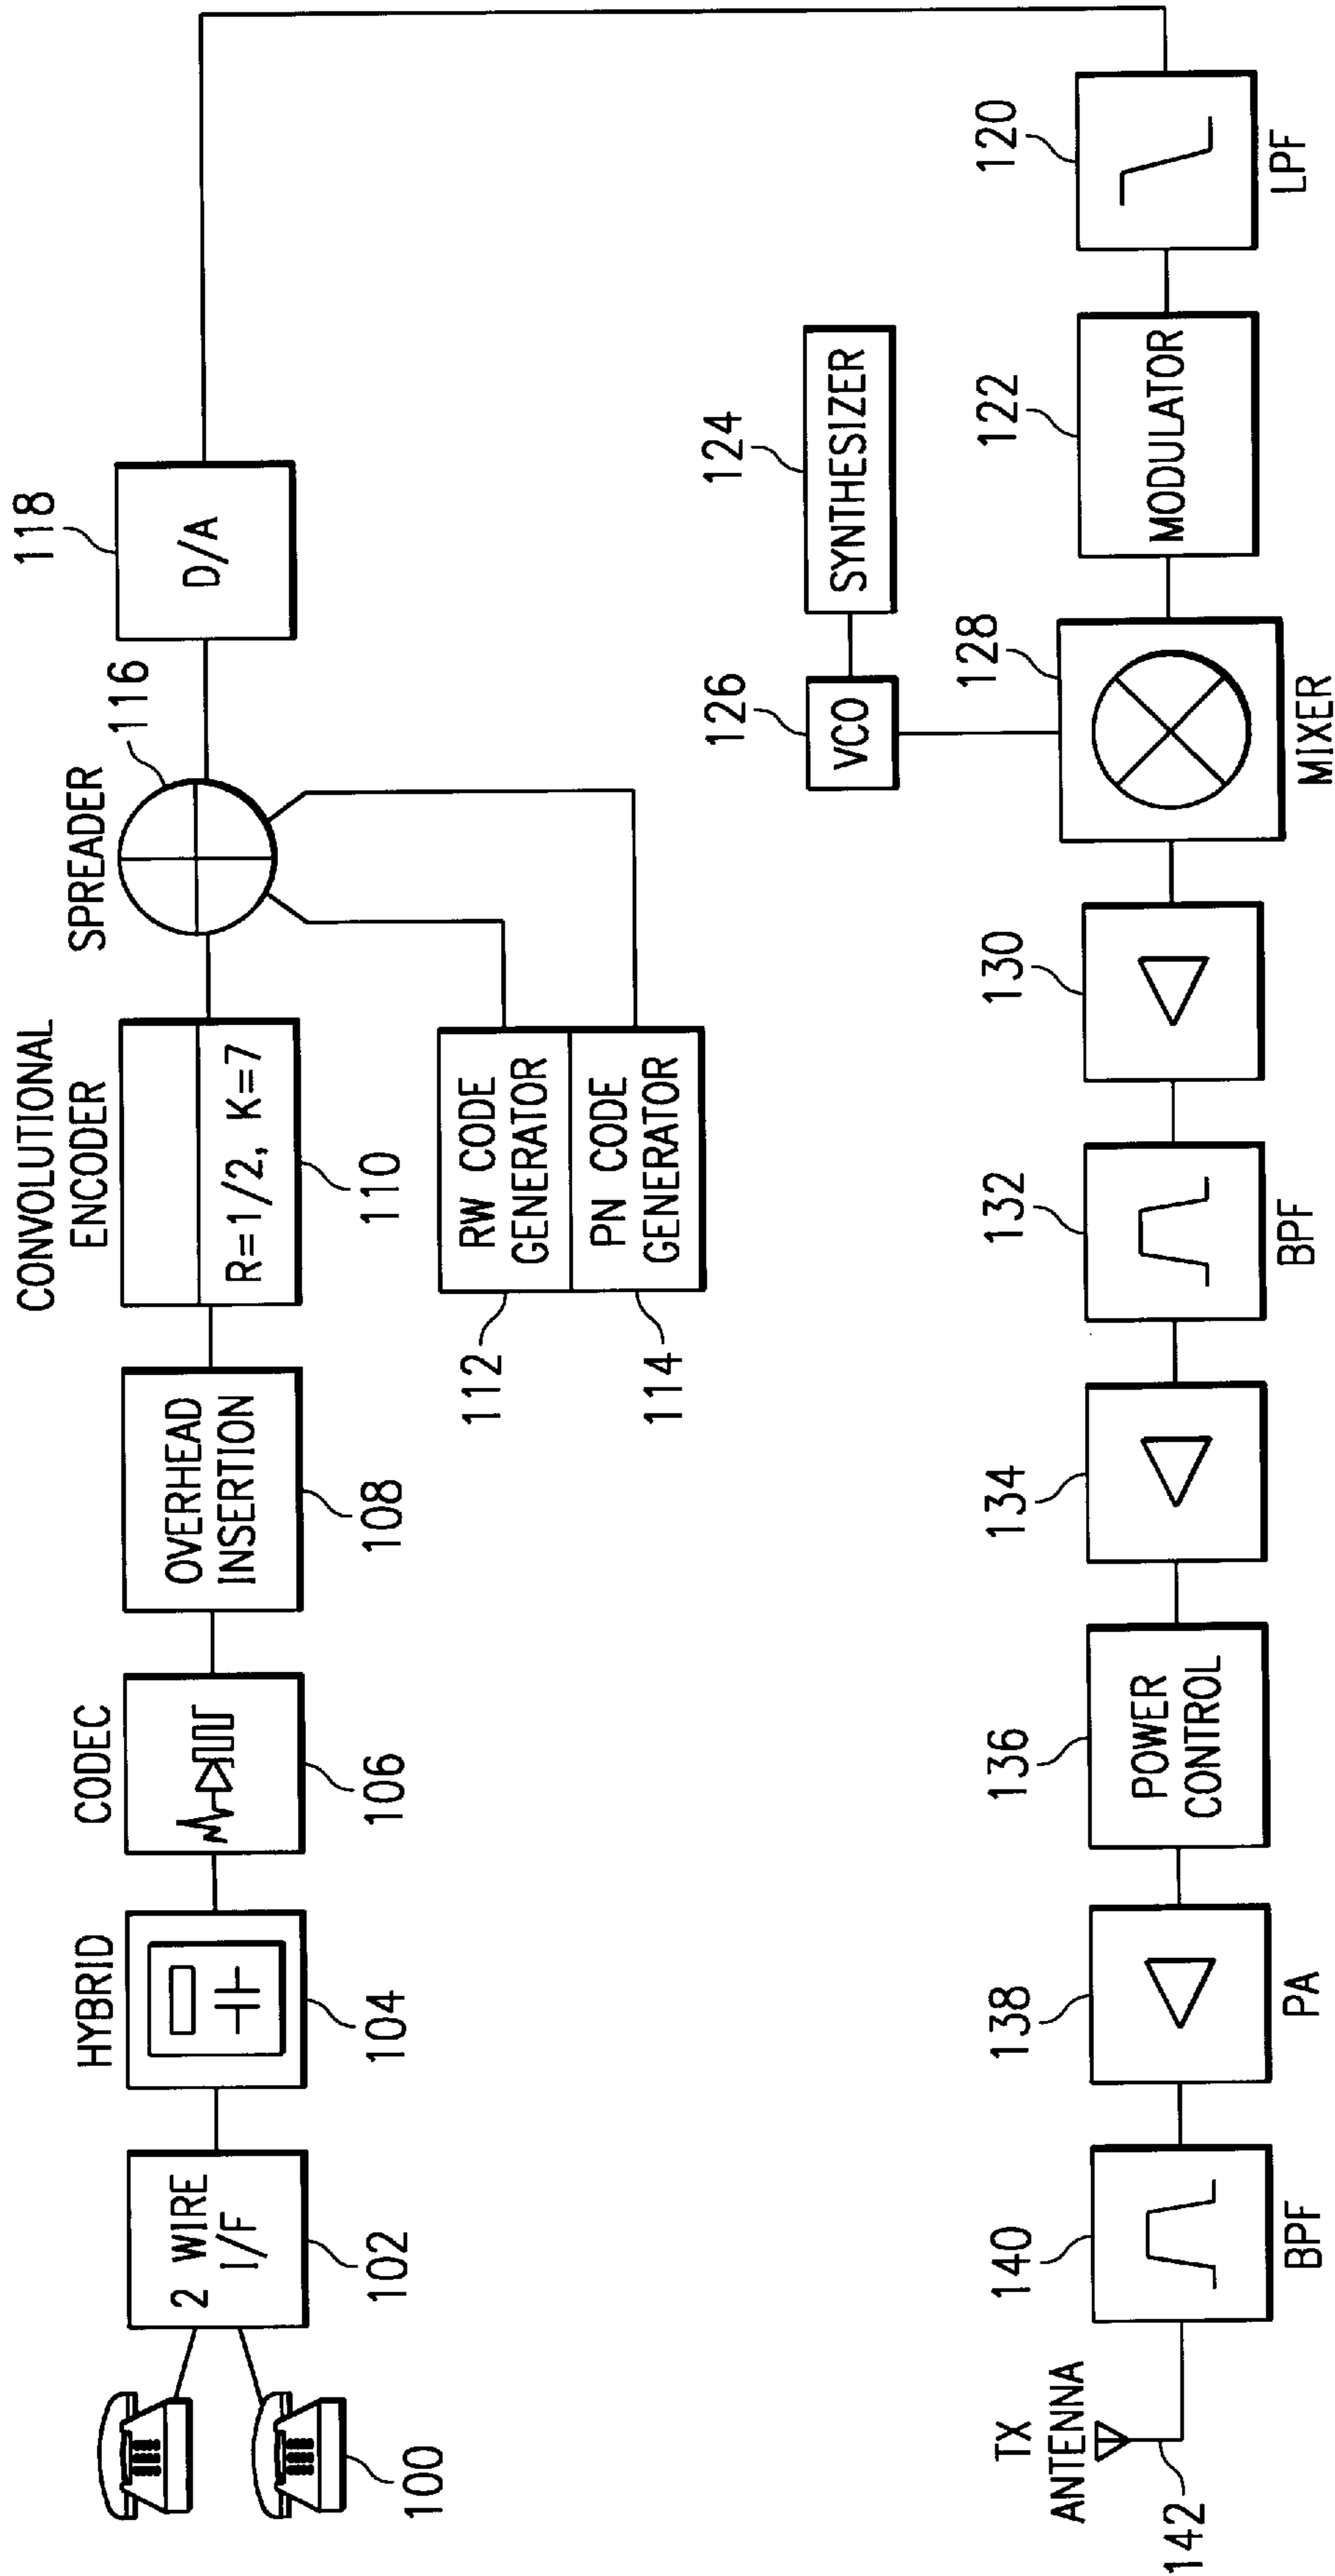 CONVOLUTIONAL
ENCODER
SPREADER
116
118
HYBRID
CODEC
2 WIRE
I/F
OVERHEAD
INSERTION
R=1/2, K=7
D/A
100
102
104
106
108
110
RW CODE
GENERATOR
PN CODE
GENERATOR
112
114
124
SYNTHESIZER
126
VCO
TX
ANTENNA
142
140
138
136
134
132
130
128
122
120
POWER
CONTROL
MODULATOR
BPF
PA
BPF
MIXER
LPF